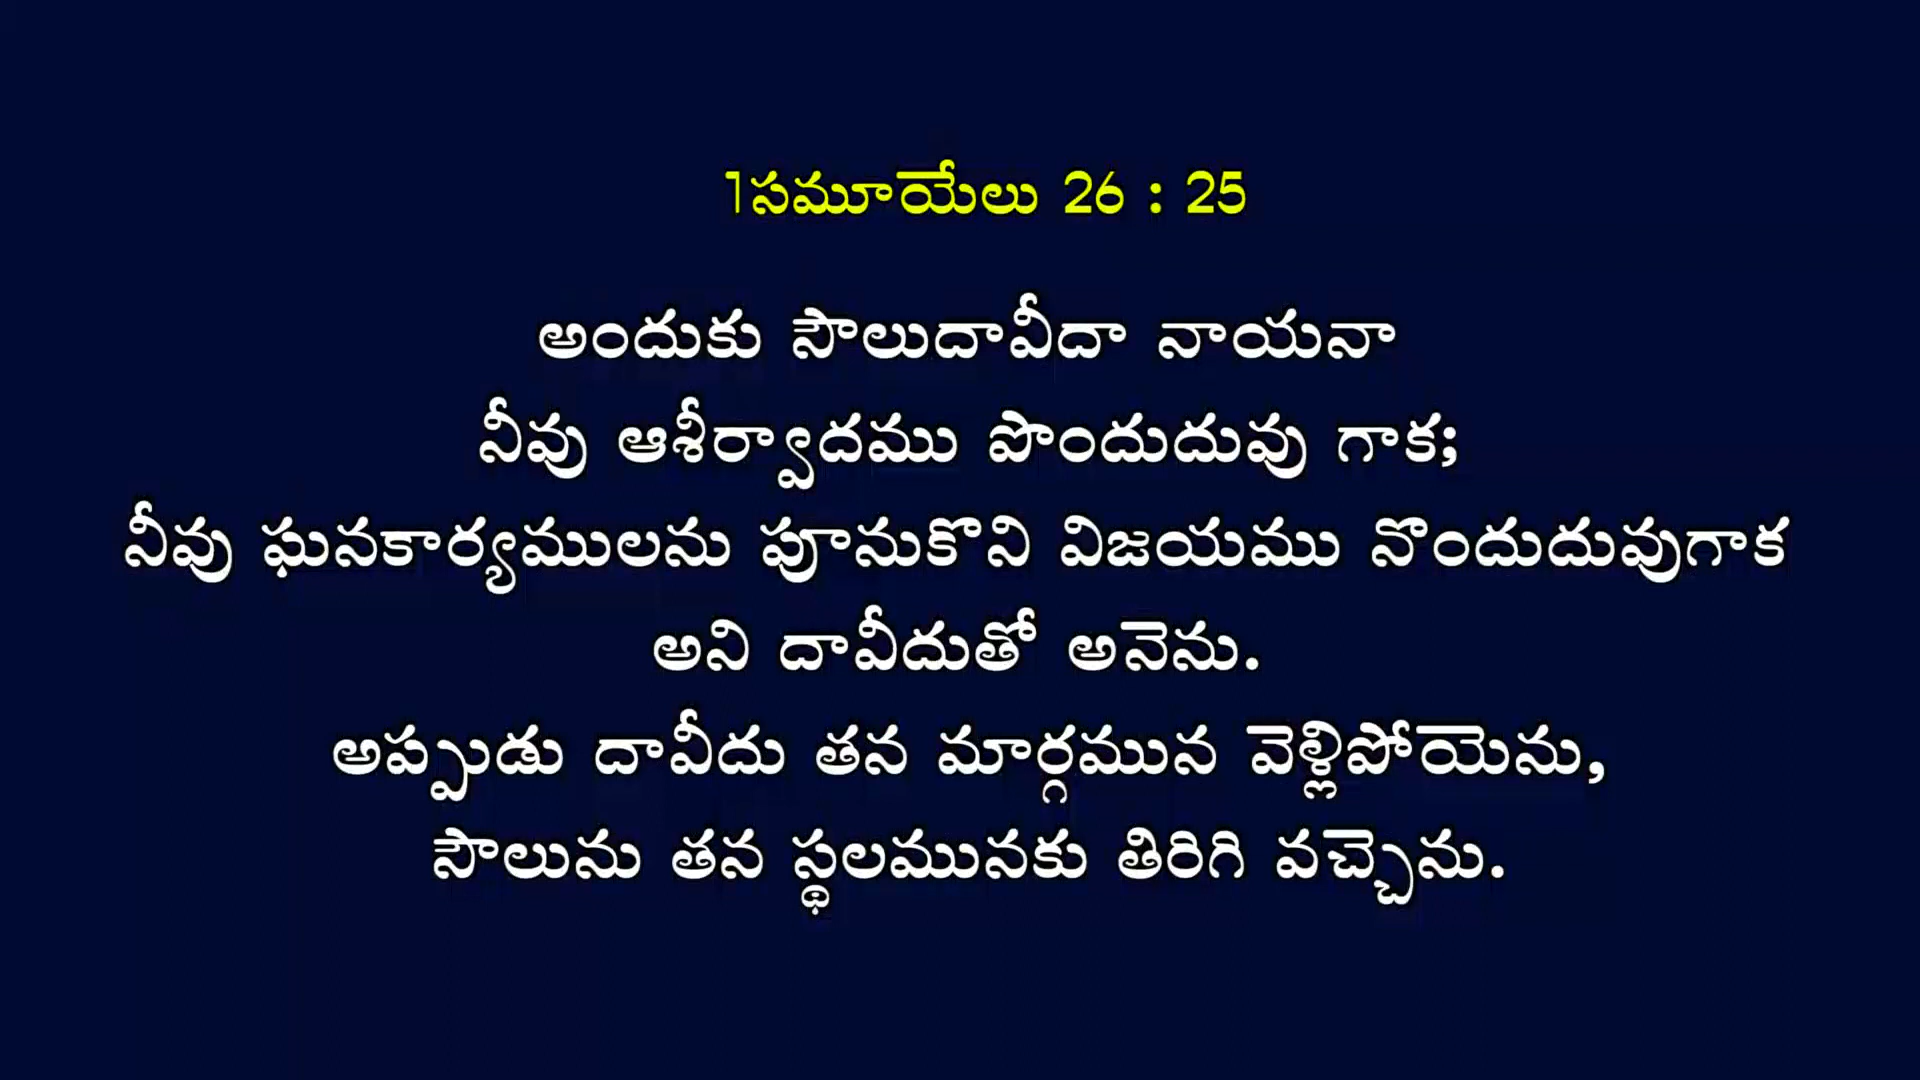 1సమూయేలు 26 : 25
అందుకు సౌలుదావీదా నాయనా
నీవు ఆశీర్వాదము పొందుదువు గాక;
నీవు ఘనకార్యములను పూనుకొని విజయము నొందుదువుగాక
అని దావీదుతో అనెను.
అప్పుడు దావీదు తన మార్గమున వెళ్లిపోయెను,
సౌలును తన స్థలమునకు తిరిగి వచ్చెను.